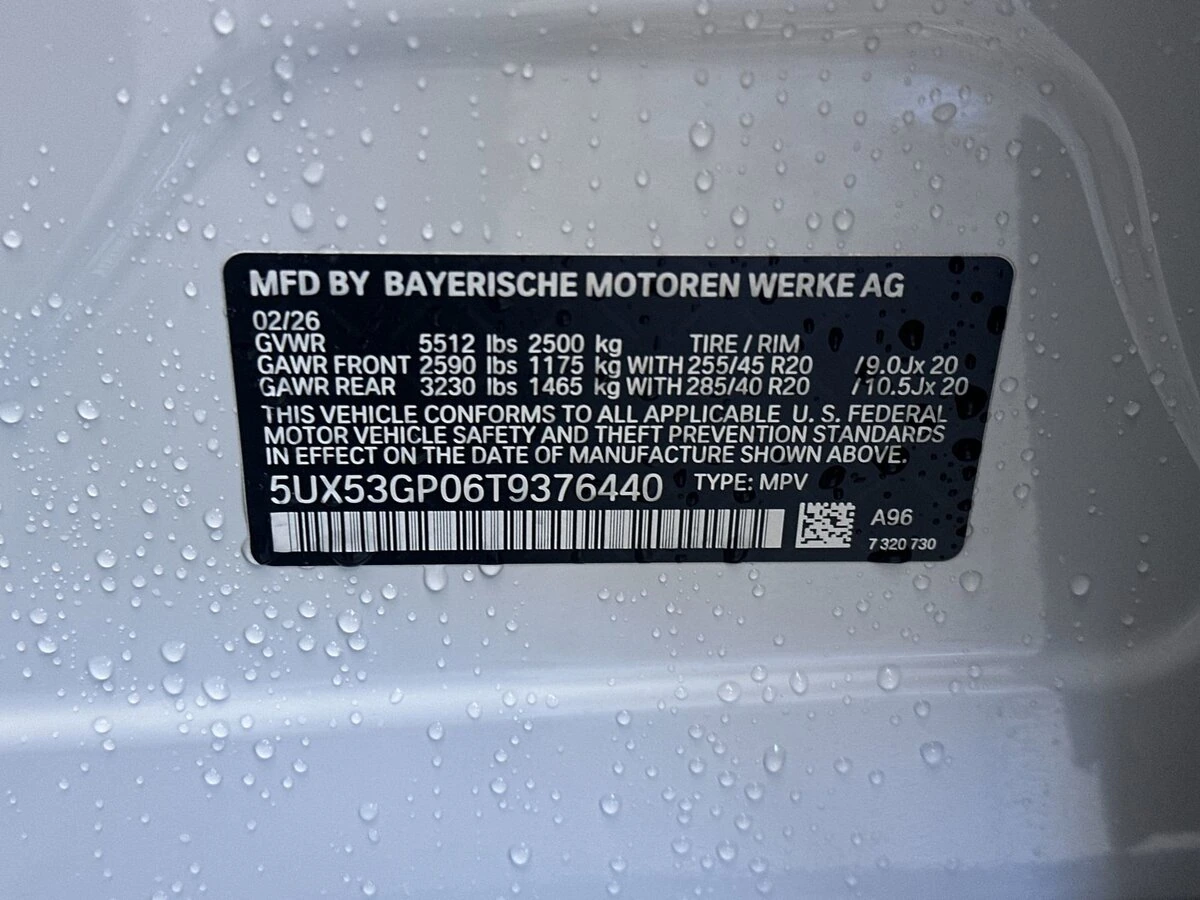 MFD BY BAYERISCHE MOTOREN WERKE AG
02/26
GVWR 5512 lbs 2500 kg TIRE / RIM
GAWR FRONT 2590 lbs 1175 kg WITH 255/45 R20 /9.0Jx 20
GAWR REAR 3230 lbs 1465 kg WITH 285/40 R20 /10.5Jx 20
THIS VEHICLE CONFORMS TO ALL APPLICABLE U. S. FEDERAL
MOTOR VEHICLE SAFETY AND THEFT PREVENTION STANDARDS
IN EFFECT ON THE DATE OF MANUFACTURE SHOWN ABOVE.
5UX53GP06T9376440 TYPE: MPV
A96
7 320 730